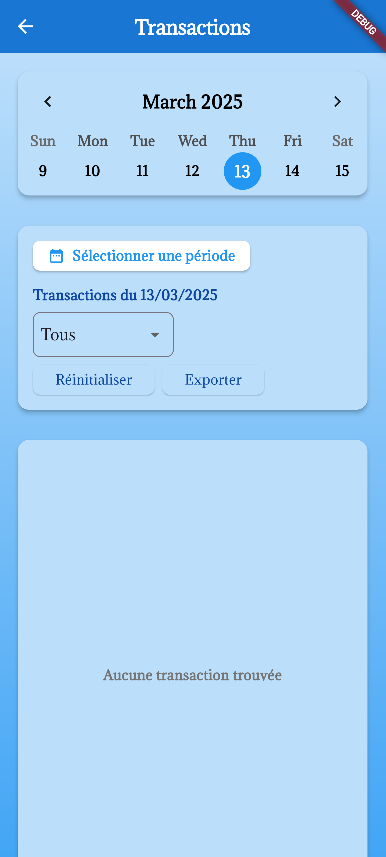 Transactions
DEBUG
March 2025
Sun Mon Tue Wed Thu Fri Sat
9 10 11 12 13 14 15
Sélectionner une période
Transactions du 13/03/2025
Tous
Réinitialiser Exporter
Aucune transaction trouvée